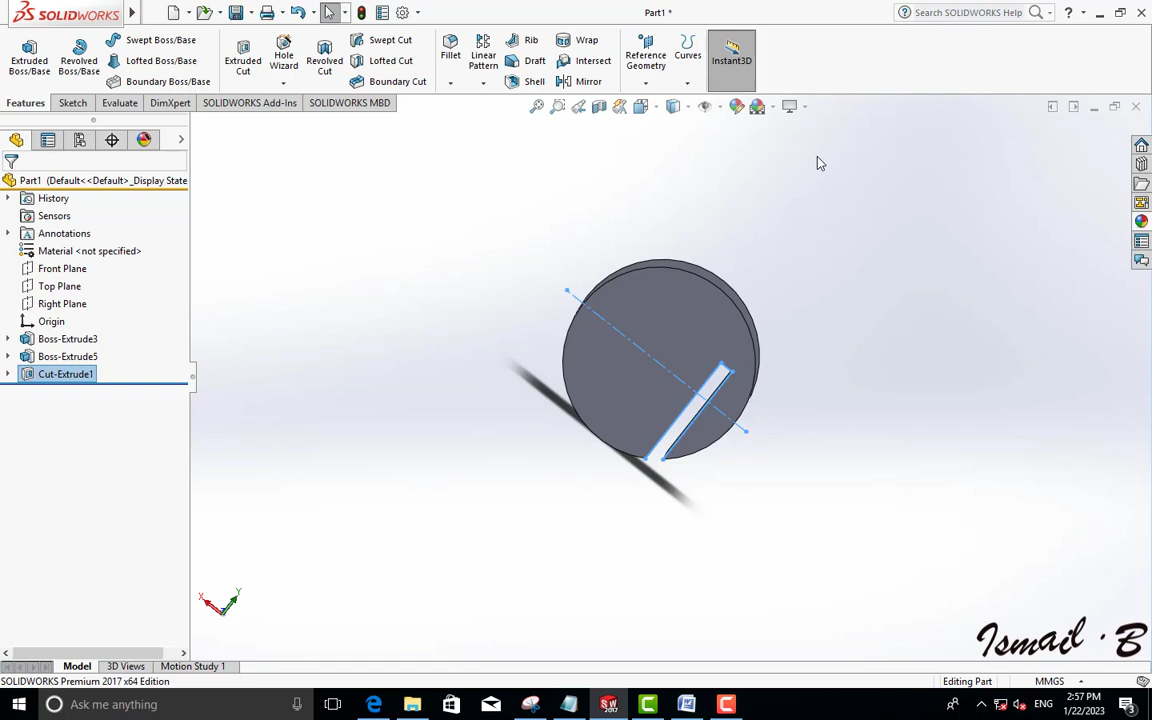 SOLIDWORKS
Part1 *
Search SOLIDWORKS Help
Extruded Boss/Base
Revolved Boss/Base
Swept Boss/Base
Lofted Boss/Base
Boundary Boss/Base
Extruded Cut
Hole Wizard
Revolved Cut
Swept Cut
Lofted Cut
Boundary Cut
Fillet
Linear Pattern
Rib
Draft
Shell
Wrap
Intersect
Mirror
Reference Geometry
Curves
Instant3D
Features
Sketch
Evaluate
DimXpert
SOLIDWORKS Add-Ins
SOLIDWORKS MBD
Part1 (Default<<Default>_Display State
History
Sensors
Annotations
Material <not specified>
Front Plane
Top Plane
Right Plane
Origin
Boss-Extrude3
Boss-Extrude5
Cut-Extrude1
X
Y
Z
Ismail · B
Model
3D Views
Motion Study 1
SOLIDWORKS Premium 2017 x64 Edition
Editing Part
MMGS
Ask me anything
ENG
2:57 PM
1/22/2023
3